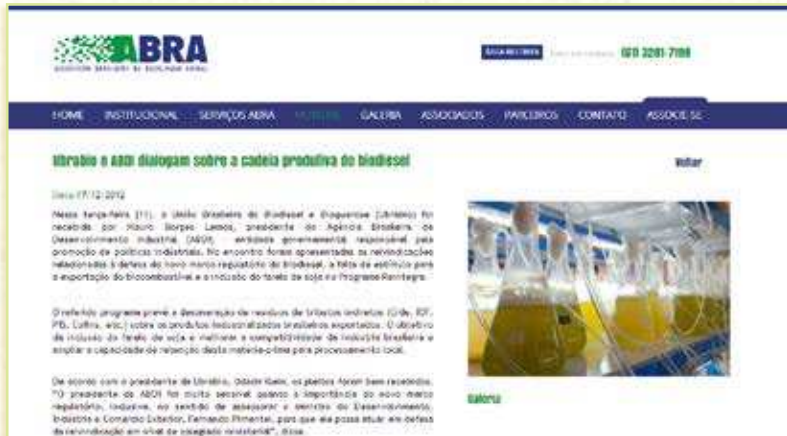 ABRA
ÁREA RESTRITA
(61) 3201-7199
HOME INSTITUCIONAL SERVIÇOS ABRA NOTÍCIAS GALERIA ASSOCIADOS PARCEIROS CONTATO ASSOCIE-SE
Ubrabio e ABDI dialogam sobre a cadeia produtiva do biodiesel
Voltar
17/12/2012
Nessa terça-feira (11), a União Brasileira do Biodiesel e Bioquerosene (Ubrabio) foi
recebida por Mauro Borges Lemos, presidente da Agência Brasileira de
Desenvolvimento Industrial (ABDI), entidade governamental responsável pela
promoção de políticas industriais. No encontro foram apresentadas as reivindicações
relacionadas à defesa do novo marco regulatório do biodiesel, a falta de estímulo para
a exportação do biocombustível e a inclusão do farelo de soja no Programa Reintegra.
O referido programa prevê a desoneração de resíduos de tributos indiretos (Cide, IOF,
PIS, Cofins, etc.) sobre os produtos industrializados brasileiros exportados. O objetivo
da inclusão do farelo de soja é melhorar a competitividade da indústria brasileira e
ampliar a capacidade de retenção desta matéria-prima para processamento local.
De acordo com o presidente da Ubrabio, Odacir Klein, os pleitos foram bem recebidos.
"O presidente da ABDI foi muito sensível quanto a importância do novo marco
regulatório, inclusive, no sentido de assessorar o ministro do Desenvolvimento,
Indústria e Comércio Exterior, Fernando Pimentel, para que ele possa atuar em defesa
da reivindicação em nível de colegiado ministerial", disse.
Galeria